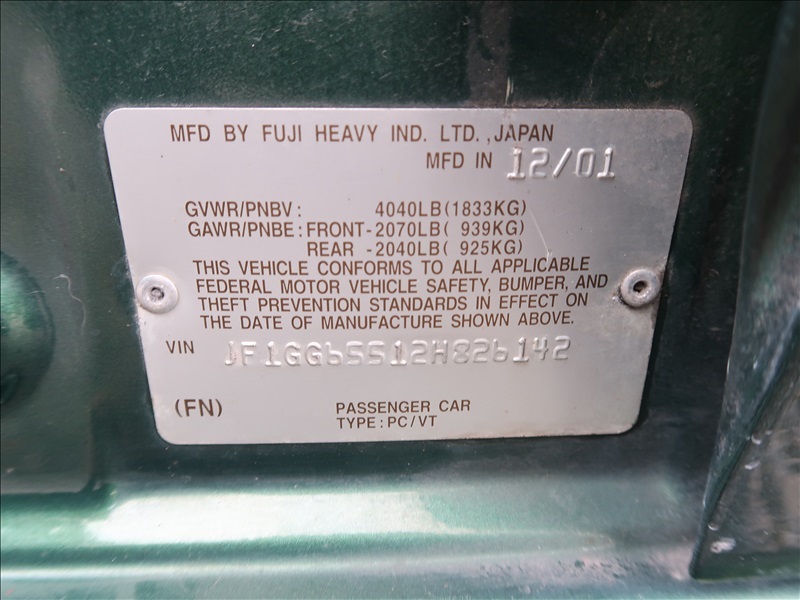 MFD BY FUJI HEAVY IND. LTD. ,JAPAN
MFD IN 12/01
GVWR/PNBV: 4040LB(1833KG)
GAWR/PNBE: FRONT-2070LB( 939KG)
REAR -2040LB( 925KG)
THIS VEHICLE CONFORMS TO ALL APPLICABLE
FEDERAL MOTOR VEHICLE SAFETY, BUMPER, AND
THEFT PREVENTION STANDARDS IN EFFECT ON
THE DATE OF MANUFACTURE SHOWN ABOVE.
VIN JF1GG65512H826142
(FN) PASSENGER CAR
TYPE: PC/VT